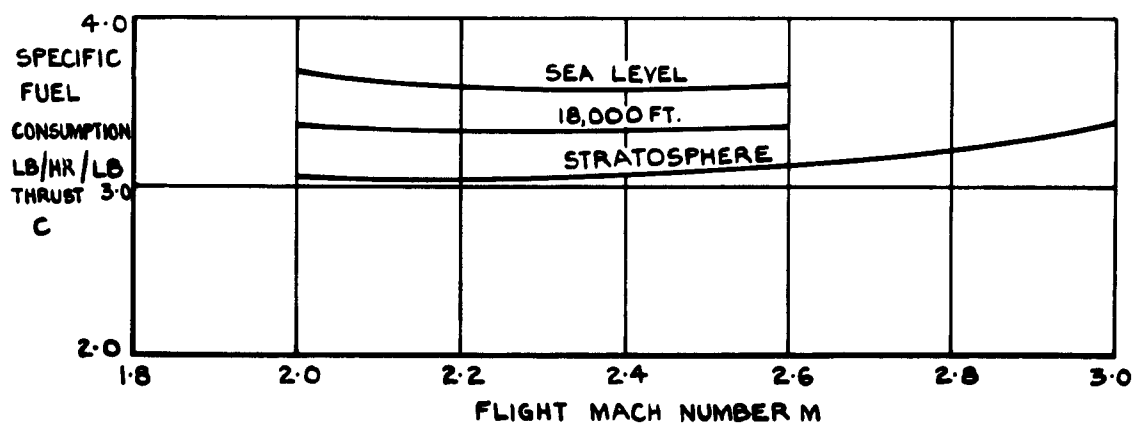 4·0
SPECIFIC
FUEL
CONSUMPTION
LB/HR/LB
THRUST 3·0
C
2·0
SEA LEVEL
18,000 FT.
STRATOSPHERE
1·8 2·0 2·2 2·4 2·6 2·8 3·0
FLIGHT MACH NUMBER M